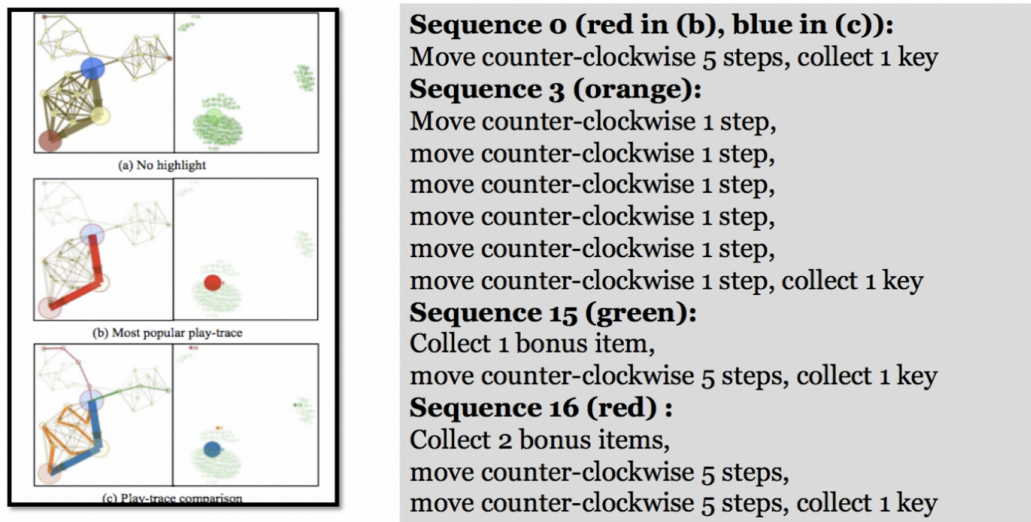 (a) No highlight
(b) Most popular play-trace
(c) Play-trace comparison
Sequence 0 (red in (b), blue in (c)):
Move counter-clockwise 5 steps, collect 1 key
Sequence 3 (orange):
Move counter-clockwise 1 step,
move counter-clockwise 1 step,
move counter-clockwise 1 step,
move counter-clockwise 1 step,
move counter-clockwise 1 step,
move counter-clockwise 1 step, collect 1 key
Sequence 15 (green):
Collect 1 bonus item,
move counter-clockwise 5 steps, collect 1 key
Sequence 16 (red) :
Collect 2 bonus items,
move counter-clockwise 5 steps,
move counter-clockwise 5 steps, collect 1 key